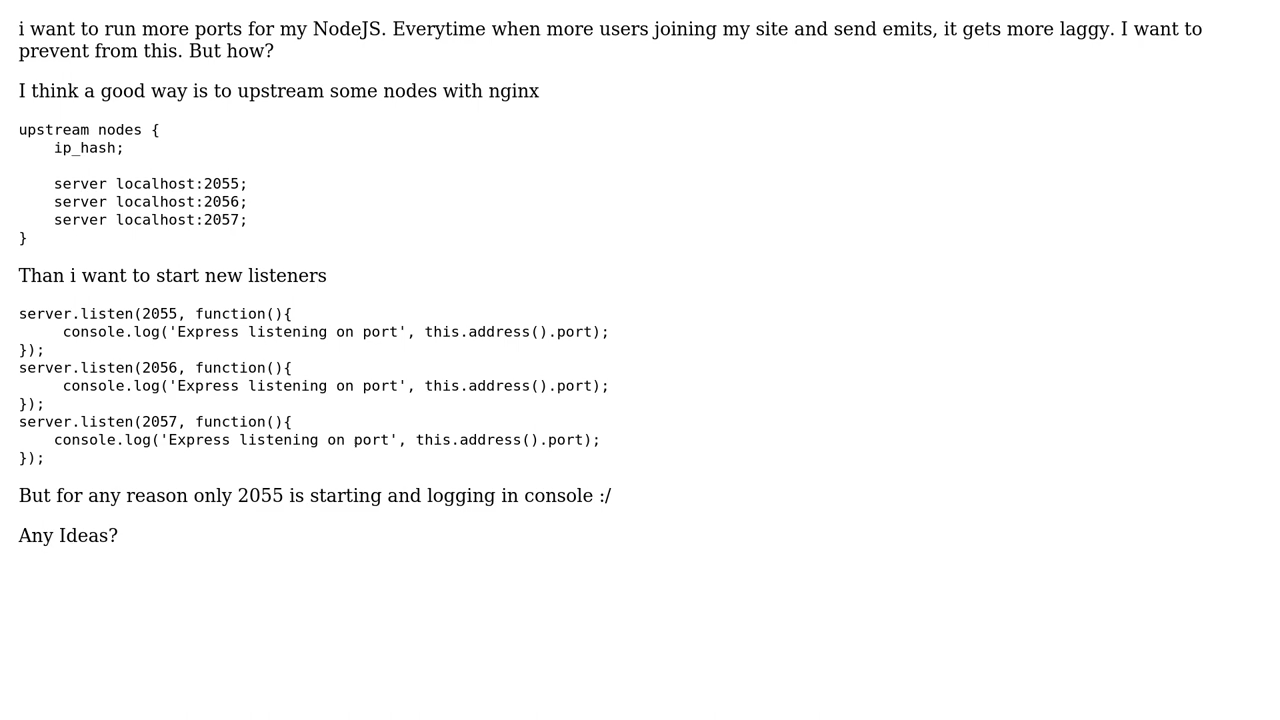 i want to run more ports for my NodeJS. Everytime when more users joining my site and send emits, it gets more laggy. I want to
prevent from this. But how?
I think a good way is to upstream some nodes with nginx
upstream nodes {
    ip_hash;

    server localhost:2055;
    server localhost:2056;
    server localhost:2057;
}
Than i want to start new listeners
server.listen(2055, function(){
     console.log('Express listening on port', this.address().port);
});
server.listen(2056, function(){
     console.log('Express listening on port', this.address().port);
});
server.listen(2057, function(){
    console.log('Express listening on port', this.address().port);
});
But for any reason only 2055 is starting and logging in console :/
Any Ideas?